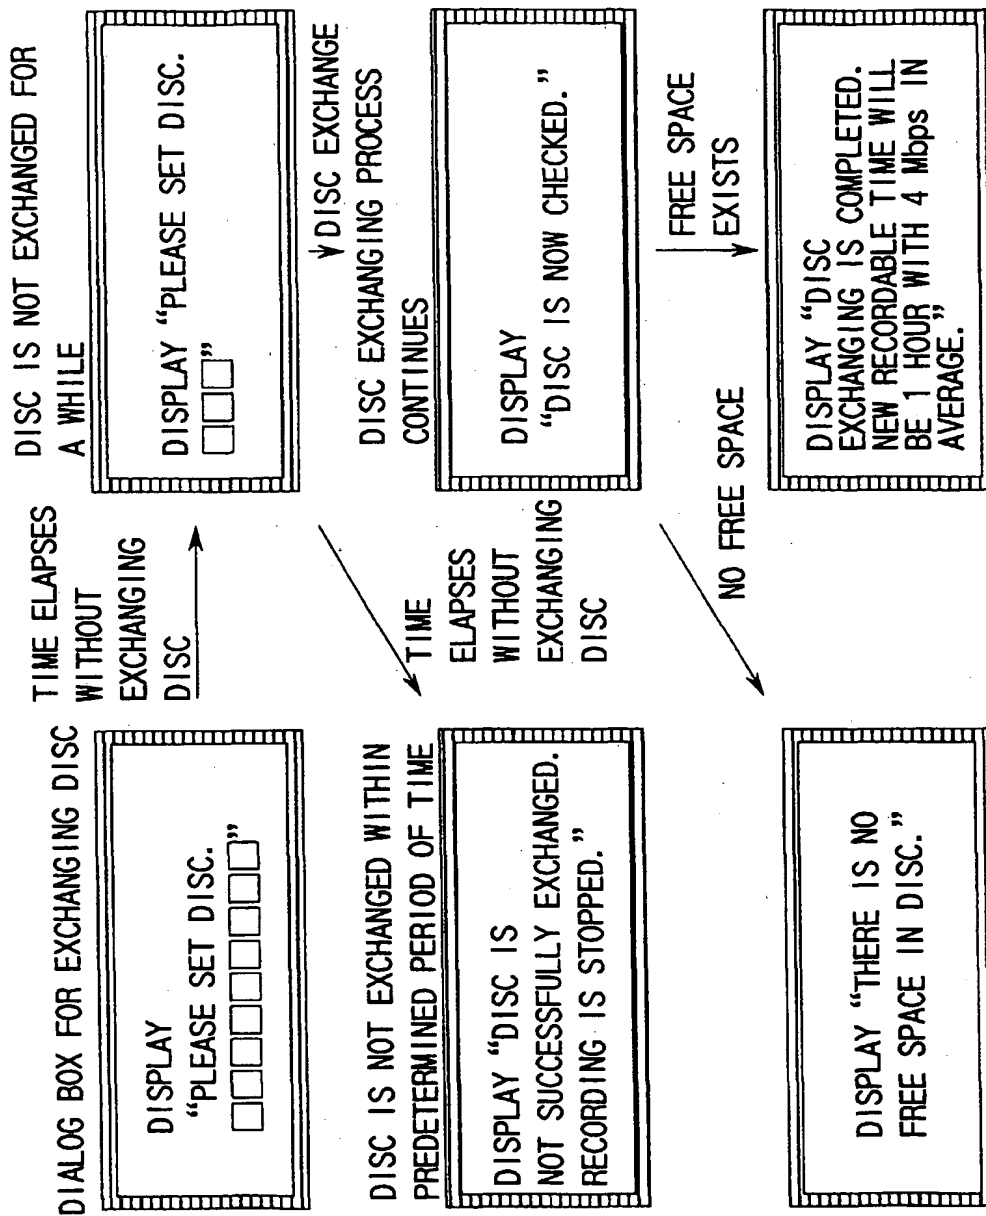 DIALOG BOX FOR EXCHANGING DISC
DISPLAY
“PLEASE SET DISC.
”
TIME ELAPSES
WITHOUT
EXCHANGING
DISC
DISC IS NOT EXCHANGED FOR
A WHILE
DISPLAY “PLEASE SET DISC.
”
DISC EXCHANGE
DISC EXCHANGING PROCESS
CONTINUES
DISC IS NOT EXCHANGED WITHIN
PREDETERMINED PERIOD OF TIME
DISPLAY “DISC IS
NOT SUCCESSFULLY EXCHANGED.
RECORDING IS STOPPED.”
TIME
ELAPSES
WITHOUT
EXCHANGING
DISC
DISPLAY
“DISC IS NOW CHECKED.”
NO FREE SPACE
FREE SPACE
EXISTS
DISPLAY “THERE IS NO
FREE SPACE IN DISC.”
DISPLAY “DISC
EXCHANGING IS COMPLETED.
NEW RECORDABLE TIME WILL
BE 1 HOUR WITH 4 Mbps IN
AVERAGE.”